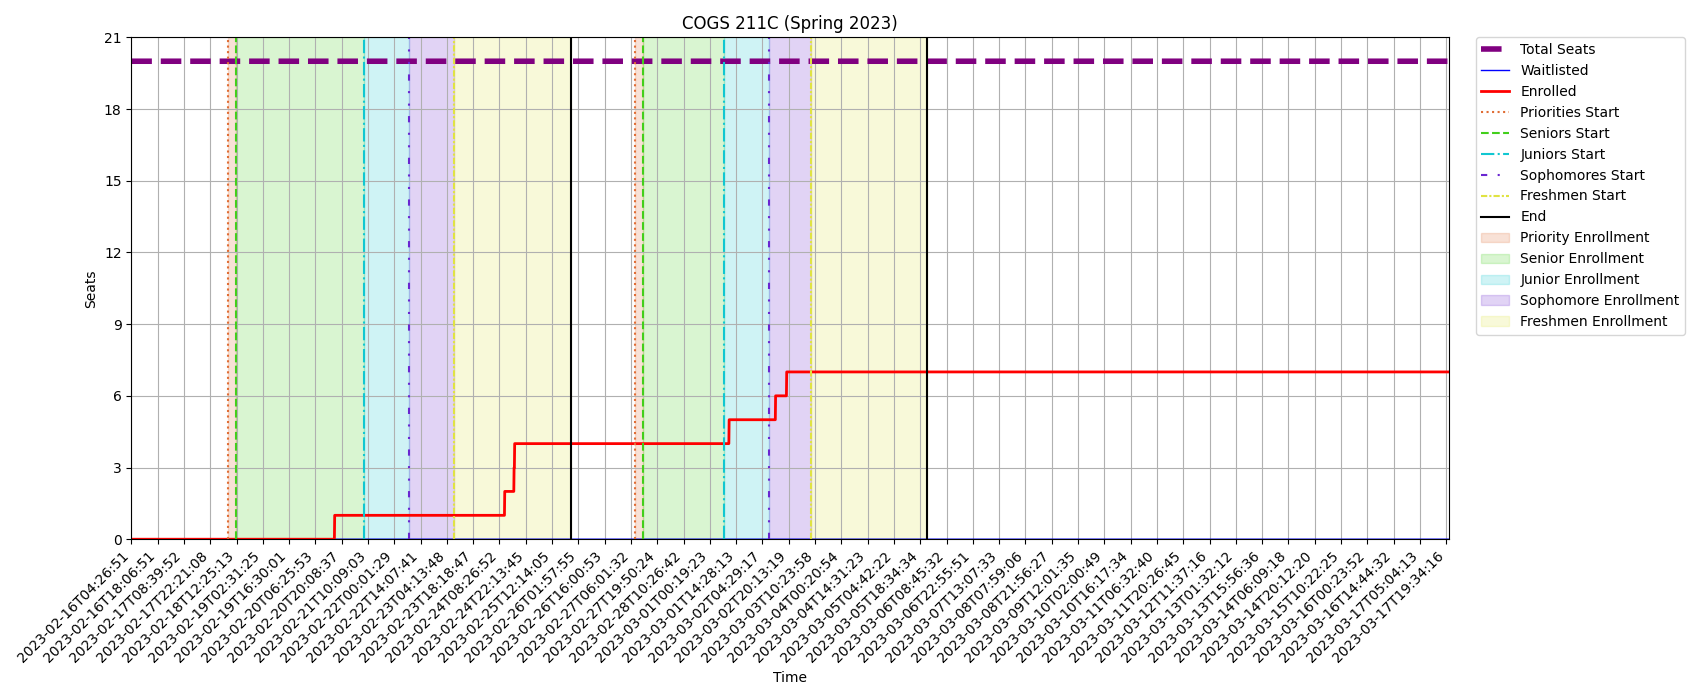 COGS 211C (Spring 2023)
21
18
15
12
9
6
3
0
Seats
2023-02-16T04:26:51
2023-02-16T18:06:51
2023-02-17T08:39:52
2023-02-17T22:21:08
2023-02-18T12:25:13
2023-02-19T02:31:25
2023-02-19T16:30:01
2023-02-20T06:25:53
2023-02-20T20:08:37
2023-02-21T10:09:03
2023-02-22T00:01:29
2023-02-22T14:07:41
2023-02-23T04:13:48
2023-02-23T18:18:47
2023-02-24T08:26:52
2023-02-24T22:13:45
2023-02-25T12:14:05
2023-02-26T01:57:55
2023-02-26T16:00:53
2023-02-27T06:01:32
2023-02-27T19:50:24
2023-02-28T10:26:42
2023-03-01T00:19:23
2023-03-01T14:28:13
2023-03-02T04:29:17
2023-03-02T20:13:19
2023-03-03T10:23:58
2023-03-04T00:20:54
2023-03-04T14:31:23
2023-03-05T04:42:22
2023-03-05T18:34:34
2023-03-06T08:45:32
2023-03-06T22:55:51
2023-03-07T13:07:33
2023-03-08T07:59:06
2023-03-08T21:56:27
2023-03-09T12:01:35
2023-03-10T02:00:49
2023-03-10T16:17:34
2023-03-11T06:32:40
2023-03-11T20:26:45
2023-03-12T11:37:16
2023-03-13T01:32:12
2023-03-13T15:56:36
2023-03-14T06:09:18
2023-03-14T20:12:20
2023-03-15T10:22:25
2023-03-16T00:23:52
2023-03-16T14:44:32
2023-03-17T05:04:13
2023-03-17T19:34:16
Time
Total Seats
Waitlisted
Enrolled
Priorities Start
Seniors Start
Juniors Start
Sophomores Start
Freshmen Start
End
Priority Enrollment
Senior Enrollment
Junior Enrollment
Sophomore Enrollment
Freshmen Enrollment